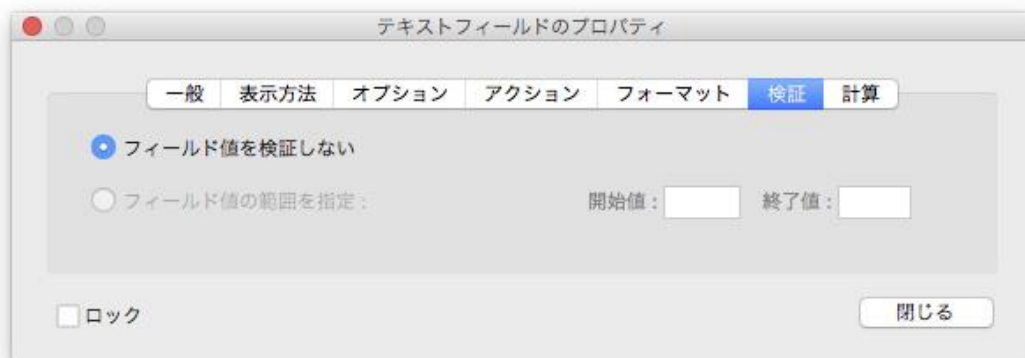 テキストフィールドのプロパティ
一般 表示方法 オプション アクション フォーマット 検証 計算
フィールド値を検証しない
フィールド値の範囲を指定: 開始値: 終了値:
ロック 閉じる